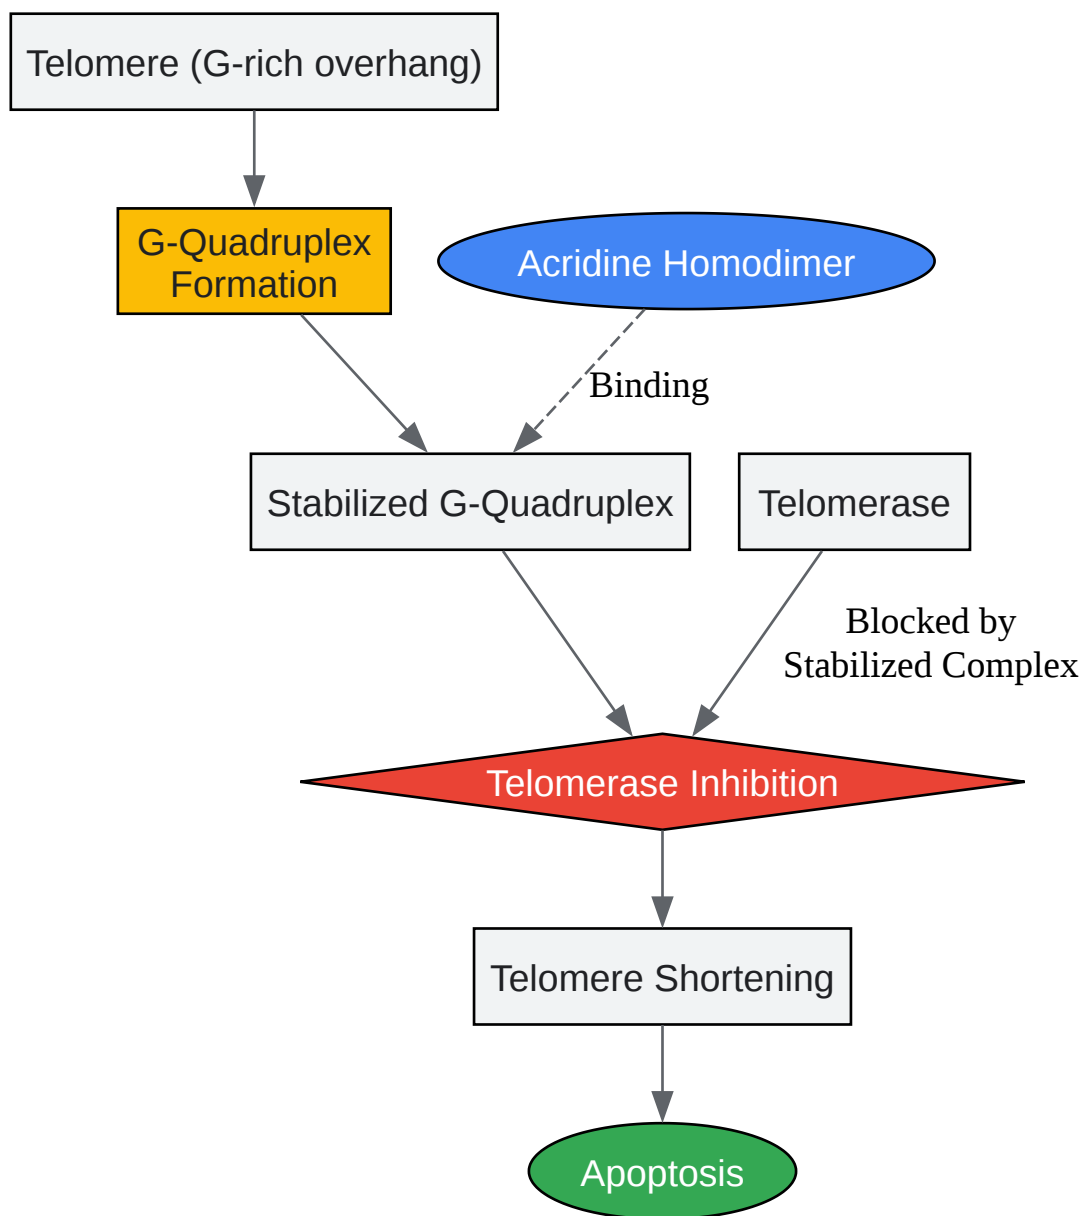 Telomere (G-rich overhang)
G-Quadruplex
Formation
Acridine Homodimer
Binding
Stabilized G-Quadruplex
Telomerase
Blocked by
Stabilized Complex
Telomerase Inhibition
Telomere Shortening
Apoptosis